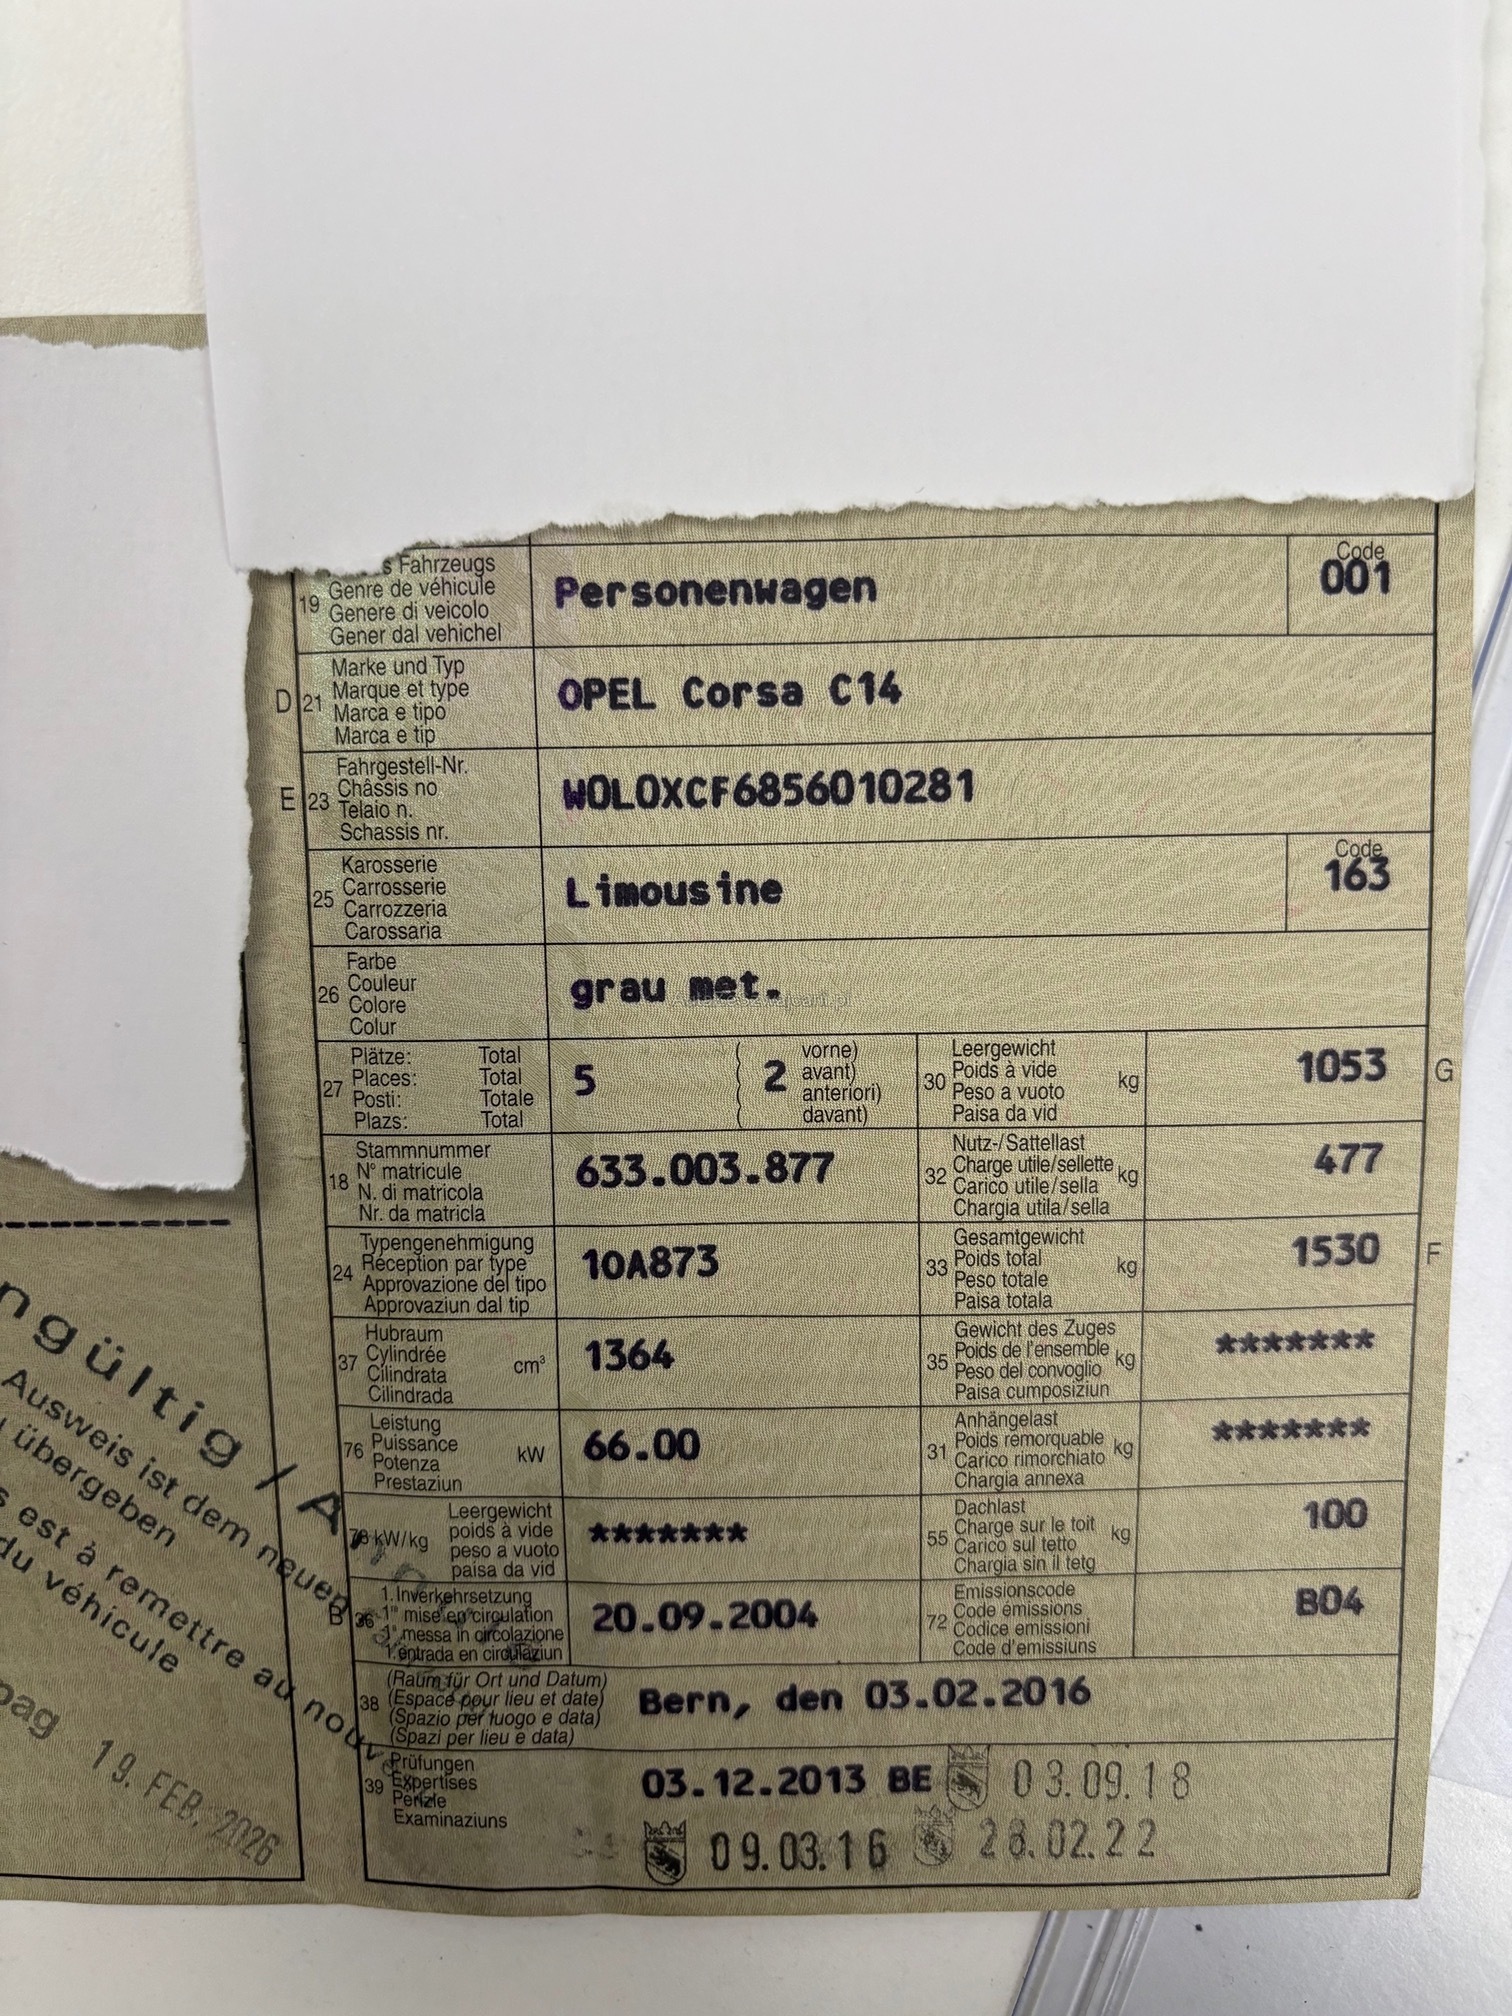 s Fahrzeugs
19 Genre de véhicule
Genere di veicolo
Gener dal vehichel
Personenwagen
Code
001
D 21 Marke und Typ
Marque et type
Marca e tipo
Marca e tip
OPEL Corsa C14
E 23 Fahrgestell-Nr.
Châssis no
Telaio n.
Schassis nr.
W0L0XCF6856010281
25 Karosserie
Carrosserie
Carrozzeria
Carossaria
Limousine
Code
163
26 Farbe
Couleur
Colore
Colur
grau met.
27 Plätze: Total
Places: Total
Posti: Totale
Plazs: Total
5
( 2 vorne)
( avant)
( anteriori)
( davant)
30 Leergewicht
Poids à vide
Peso a vuoto
Paisa da vid
kg
1053
G
18 Stammnummer
N° matricule
N. di matricola
Nr. da matricla
633.003.877
32 Nutz-/Sattellast
Charge utile/sellette
Carico utile/sella
Chargia utila/sella
kg
477
24 Typengenehmigung
Réception par type
Approvazione del tipo
Approvaziun dal tip
10A873
33 Gesamtgewicht
Poids total
Peso totale
Paisa totala
kg
1530
F
37 Hubraum
Cylindrée
Cilindrata
Cilindrada
cm³
1364
35 Gewicht des Zuges
Poids de l'ensemble
Peso del convoglio
Paisa cumposiziun
kg
*******
76 Leistung
Puissance
Potenza
Prestaziun
kW
66.00
31 Anhängelast
Poids remorquable
Carico rimorchiato
Chargia annexa
kg
*******
78 kW/kg
Leergewicht
poids à vide
peso a vuoto
paisa da vid
*******
55 Dachlast
Charge sur le toit
Carico sul tetto
Chargia sin il tetg
kg
100
B 36 1. Inverkehrsetzung
1re mise en circulation
1a messa in circolazione
1. entrada en circulaziun
20.09.2004
72 Emissionscode
Code émissions
Codice emissioni
Code d'emissiuns
B04
38 (Raum für Ort und Datum)
(Espace pour lieu et date)
(Spazio per luogo e data)
(Spazi per lieu e data)
Bern, den 03.02.2016
39 Prüfungen
Expertises
Perizie
Examinaziuns
03.12.2013 BE
03.09.18
09.03.16
28.02.22
ngültig / A
Ausweis ist dem neuen
übergeben
est à remettre au nouv
du véhicule
19. FEB. 2026